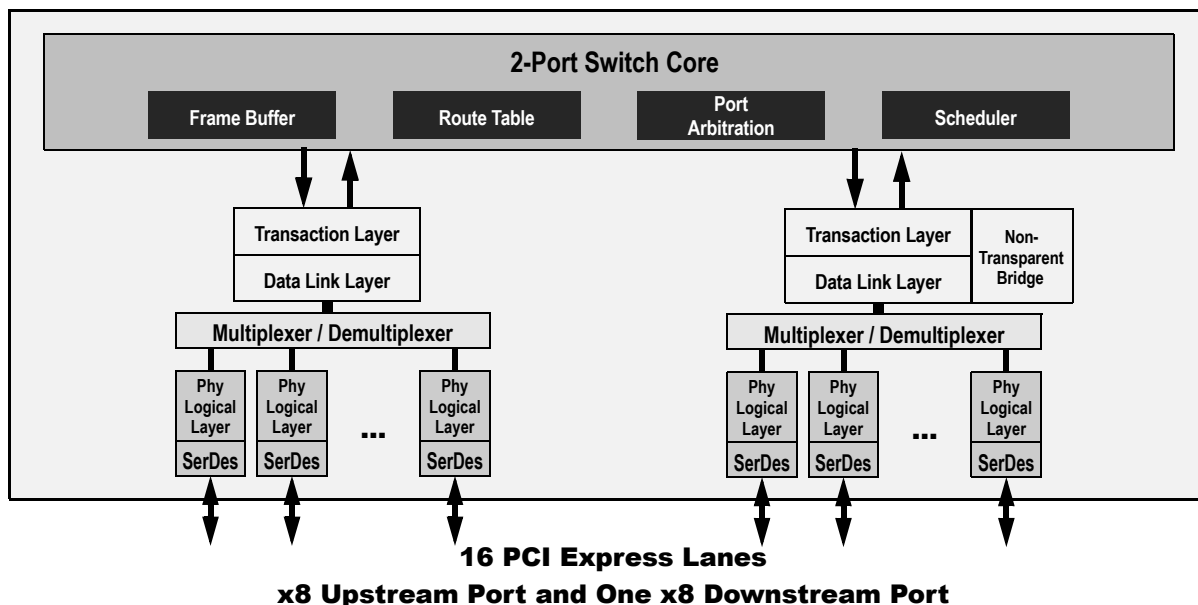 2-Port Switch Core
Frame Buffer
Route Table
Port
Arbitration
Scheduler
Transaction Layer
Data Link Layer
Multiplexer / Demultiplexer
Phy
Logical
Layer
SerDes
Phy
Logical
Layer
SerDes
...
Phy
Logical
Layer
SerDes
Transaction Layer
Data Link Layer
Non-
Transparent
Bridge
Multiplexer / Demultiplexer
Phy
Logical
Layer
SerDes
Phy
Logical
Layer
SerDes
...
Phy
Logical
Layer
SerDes
16 PCI Express Lanes
x8 Upstream Port and One x8 Downstream Port